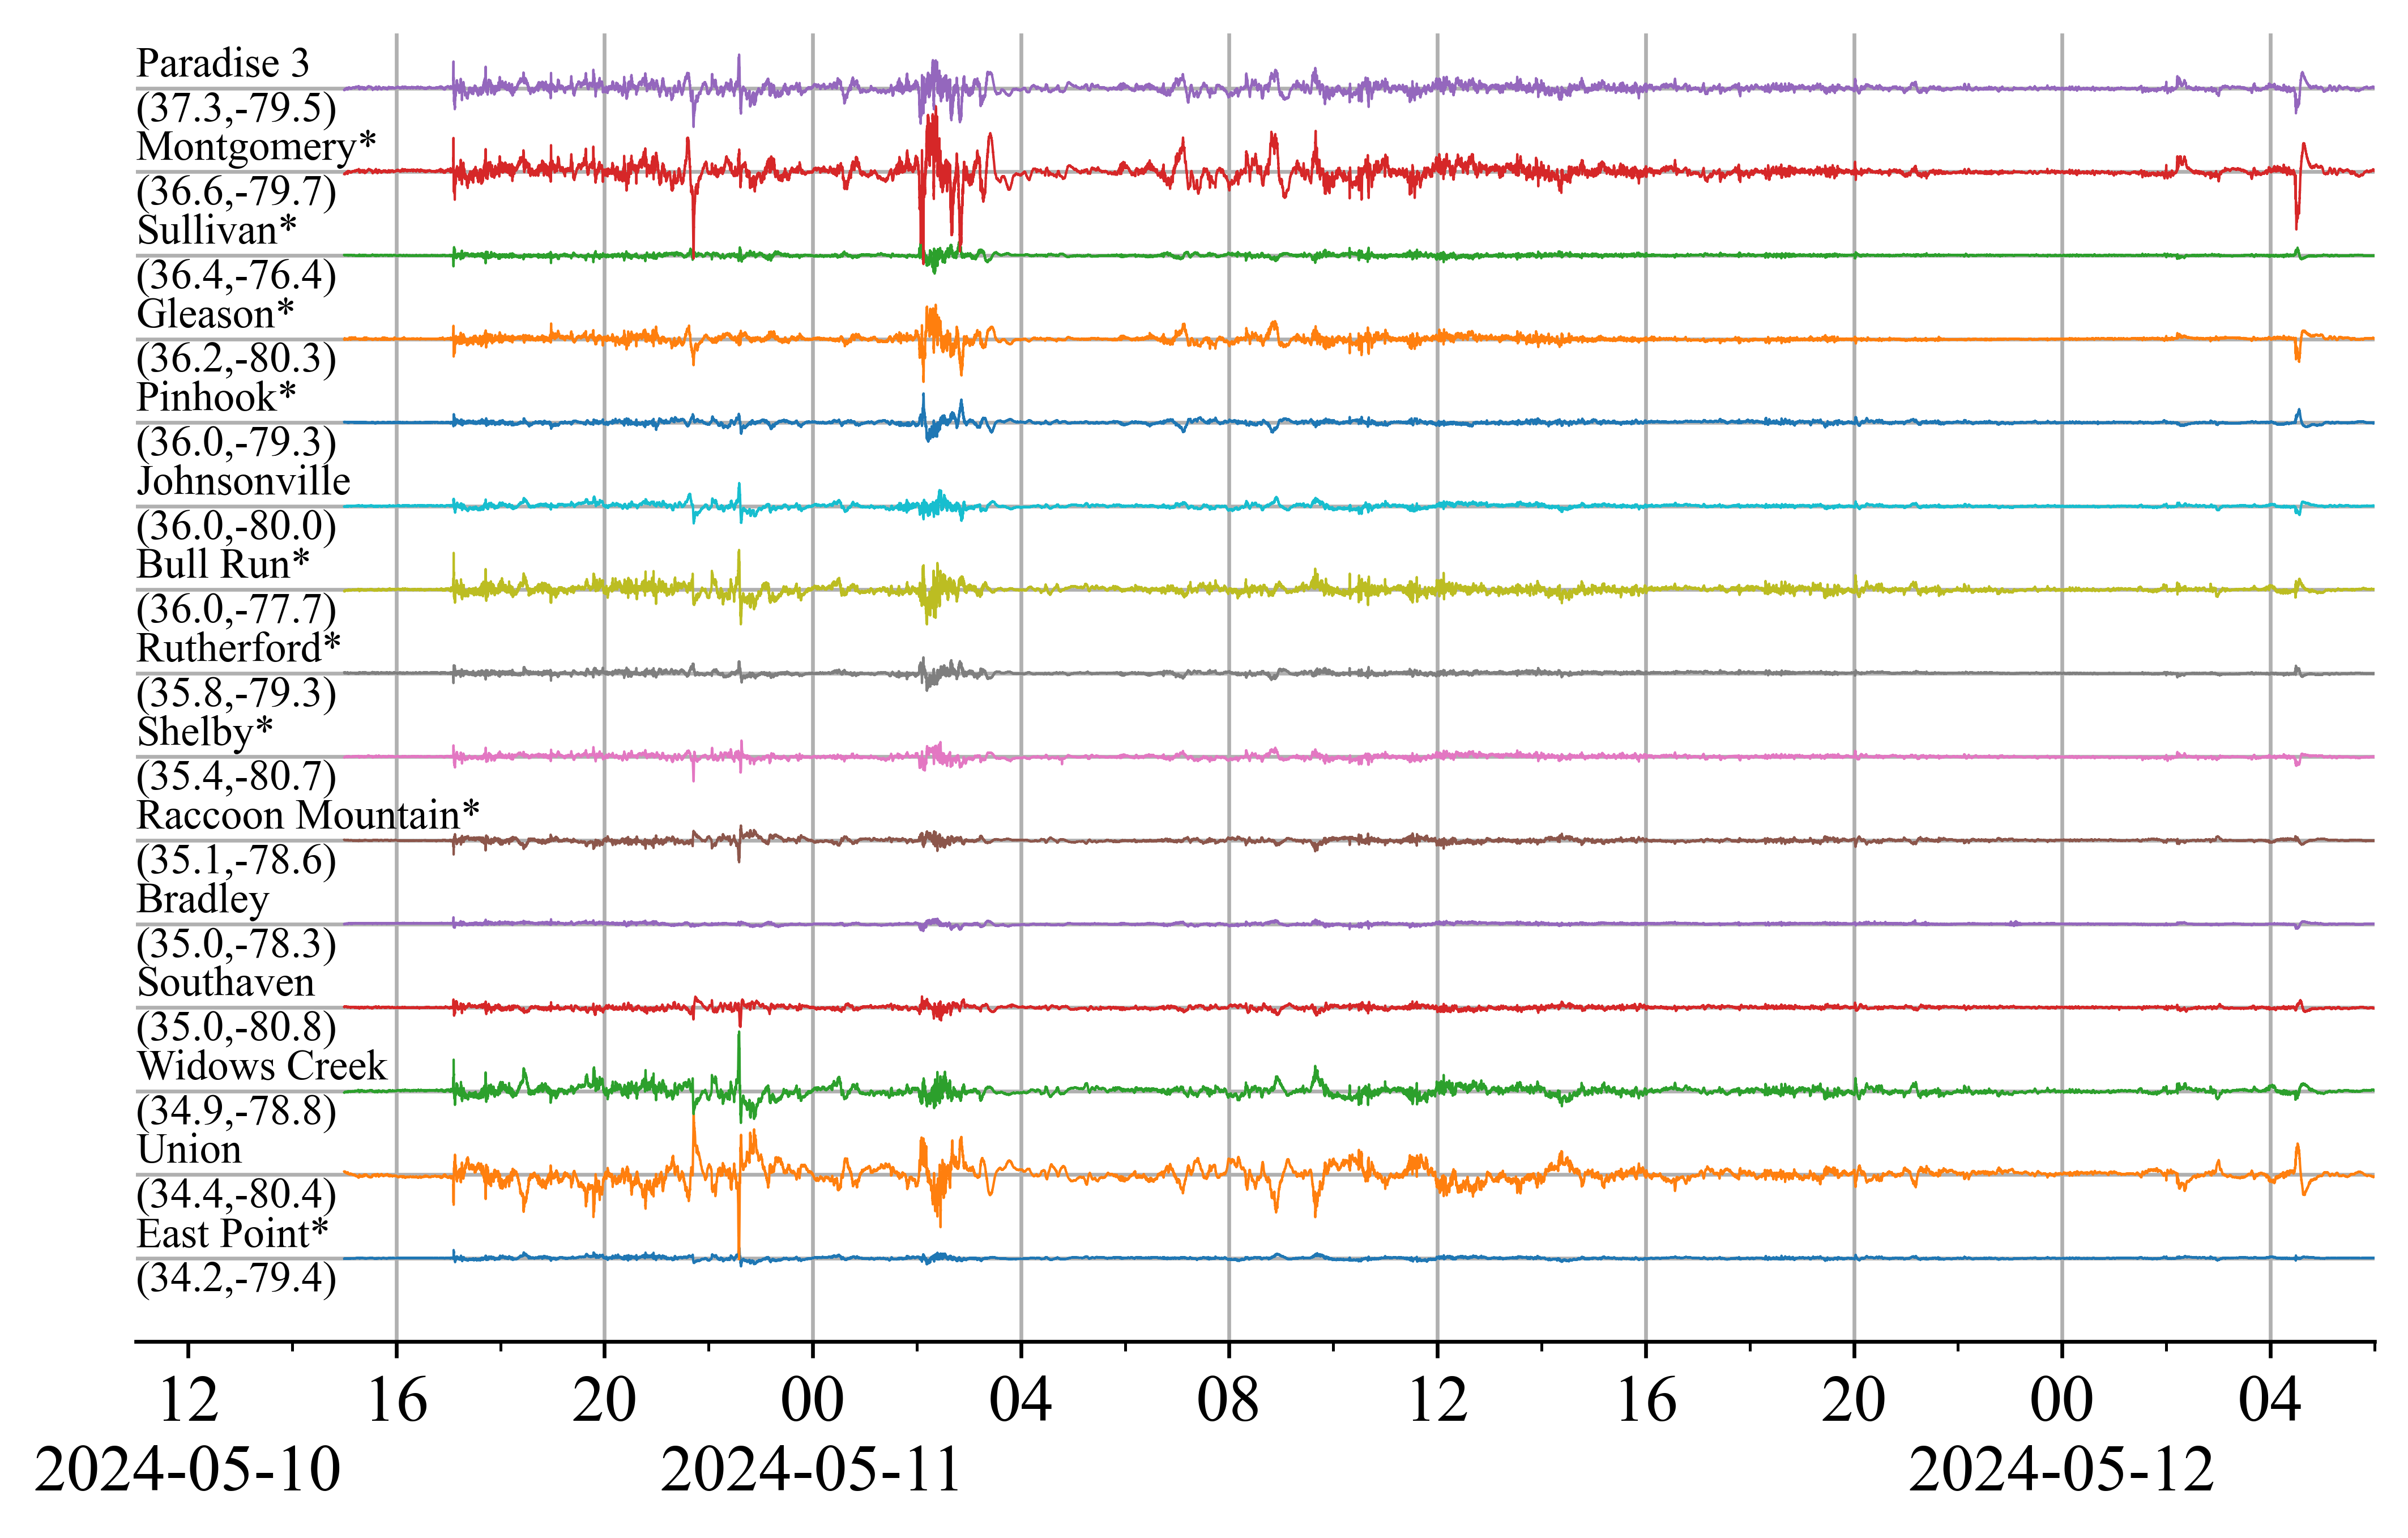 Paradise 3
(37.3,-79.5)
Montgomery*
(36.6,-79.7)
Sullivan*
(36.4,-76.4)
Gleason*
(36.2,-80.3)
Pinhook*
(36.0,-79.3)
Johnsonville
(36.0,-80.0)
Bull Run*
(36.0,-77.7)
Rutherford*
(35.8,-79.3)
Shelby*
(35.4,-80.7)
Raccoon Mountain*
(35.1,-78.6)
Bradley
(35.0,-78.3)
Southaven
(35.0,-80.8)
Widows Creek
(34.9,-78.8)
Union
(34.4,-80.4)
East Point*
(34.2,-79.4)
12 16 20 00 04 08 12 16 20 00 04
2024-05-10 2024-05-11 2024-05-12